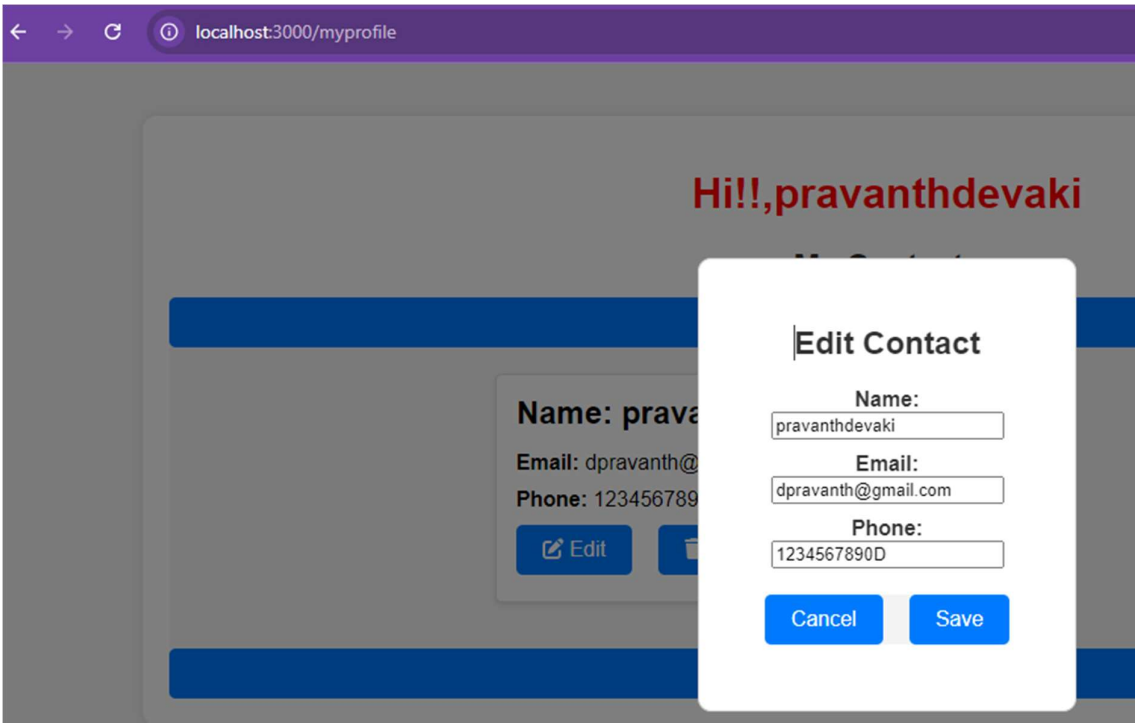 localhost:3000/myprofile
Hi!!,pravanthdevaki
Name: prava
Email: dpravanth@
Phone: 123456789
Edit
Edit Contact
Name:
pravanthdevaki
Email:
dpravanth@gmail.com
Phone:
1234567890D
Cancel Save